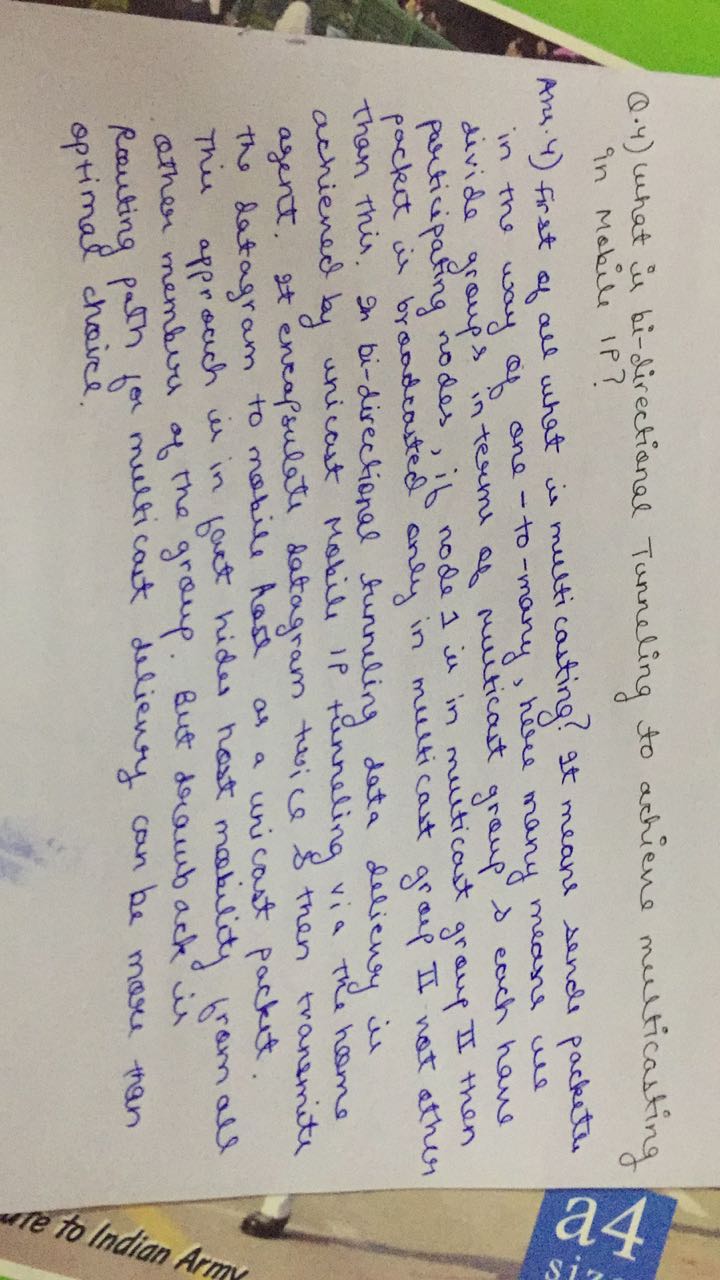 Q.4) What is bi-directional Tunneling to achieve multicasting
in Mobile IP?
Ans.4) first of all what is multicasting? It means sends packets
in the way of one-to-many, here many means we
divide groups in terms of multicast group & each have
participating nodes, if node 1 is in multicast group II then
packet is broadcasted only in multicast group II not other
than this. In bi-directional tunneling data delievry is
achieved by unicast Mobile IP tunneling via the home
agent. It encapsulate datagram twice & then transmits
the datagram to mobile host as a unicast packet.
This approach is in fact hides host mobility from all
other members of the group. But drawback is
Routing path for multicast delievry can be more than
optimal choice.
a4
siz
ute to Indian Army